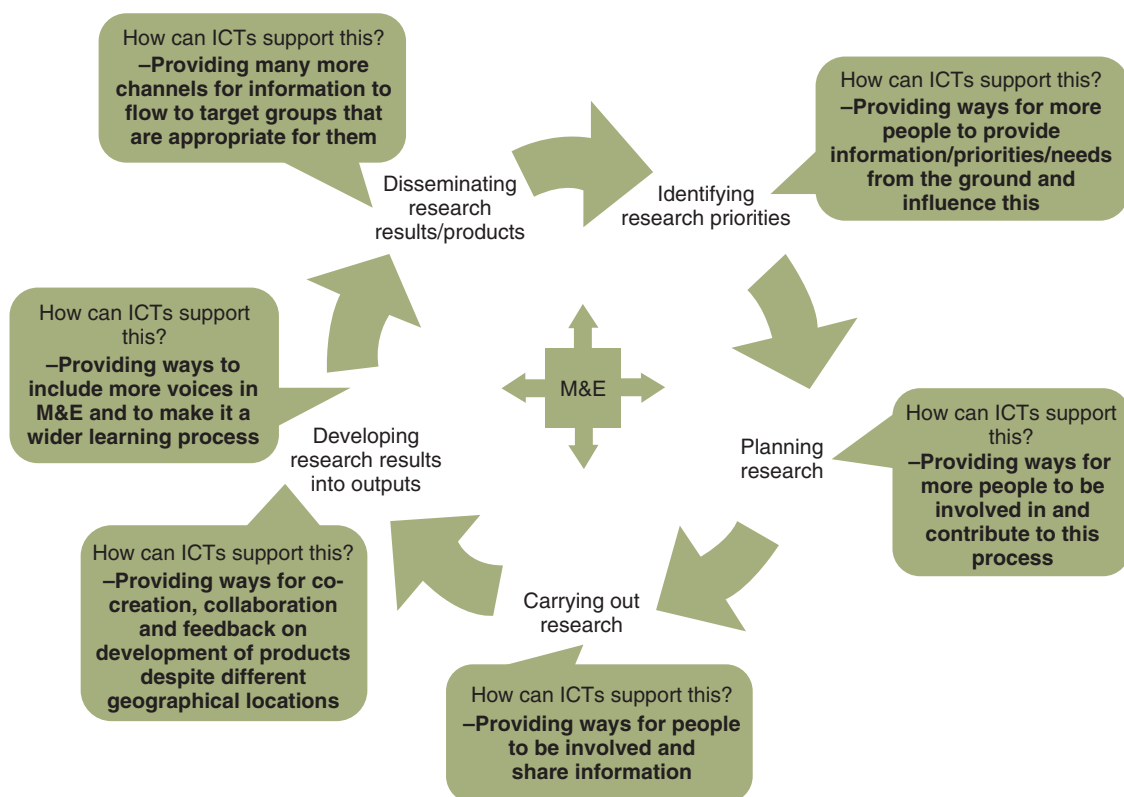 How can ICTs support this?
–Providing many more
channels for information to
flow to target groups that
are appropriate for them
How can ICTs support this?
–Providing ways for more
people to provide
information/priorities/needs
from the ground and
influence this
Disseminating
research
results/products
Identifying
research priorities
How can ICTs support
this?
–Providing ways to
include more voices in
M&E and to make it a
wider learning process
M&E
How can ICTs support
this?
–Providing ways for
more people to be
involved in and
contribute to this
process
Developing
research results
into outputs
Planning
research
How can ICTs support this?
–Providing ways for co-
creation, collaboration
and feedback on
development of products
despite different
geographical locations
Carrying out
research
How can ICTs support this?
–Providing ways for people
to be involved and
share information